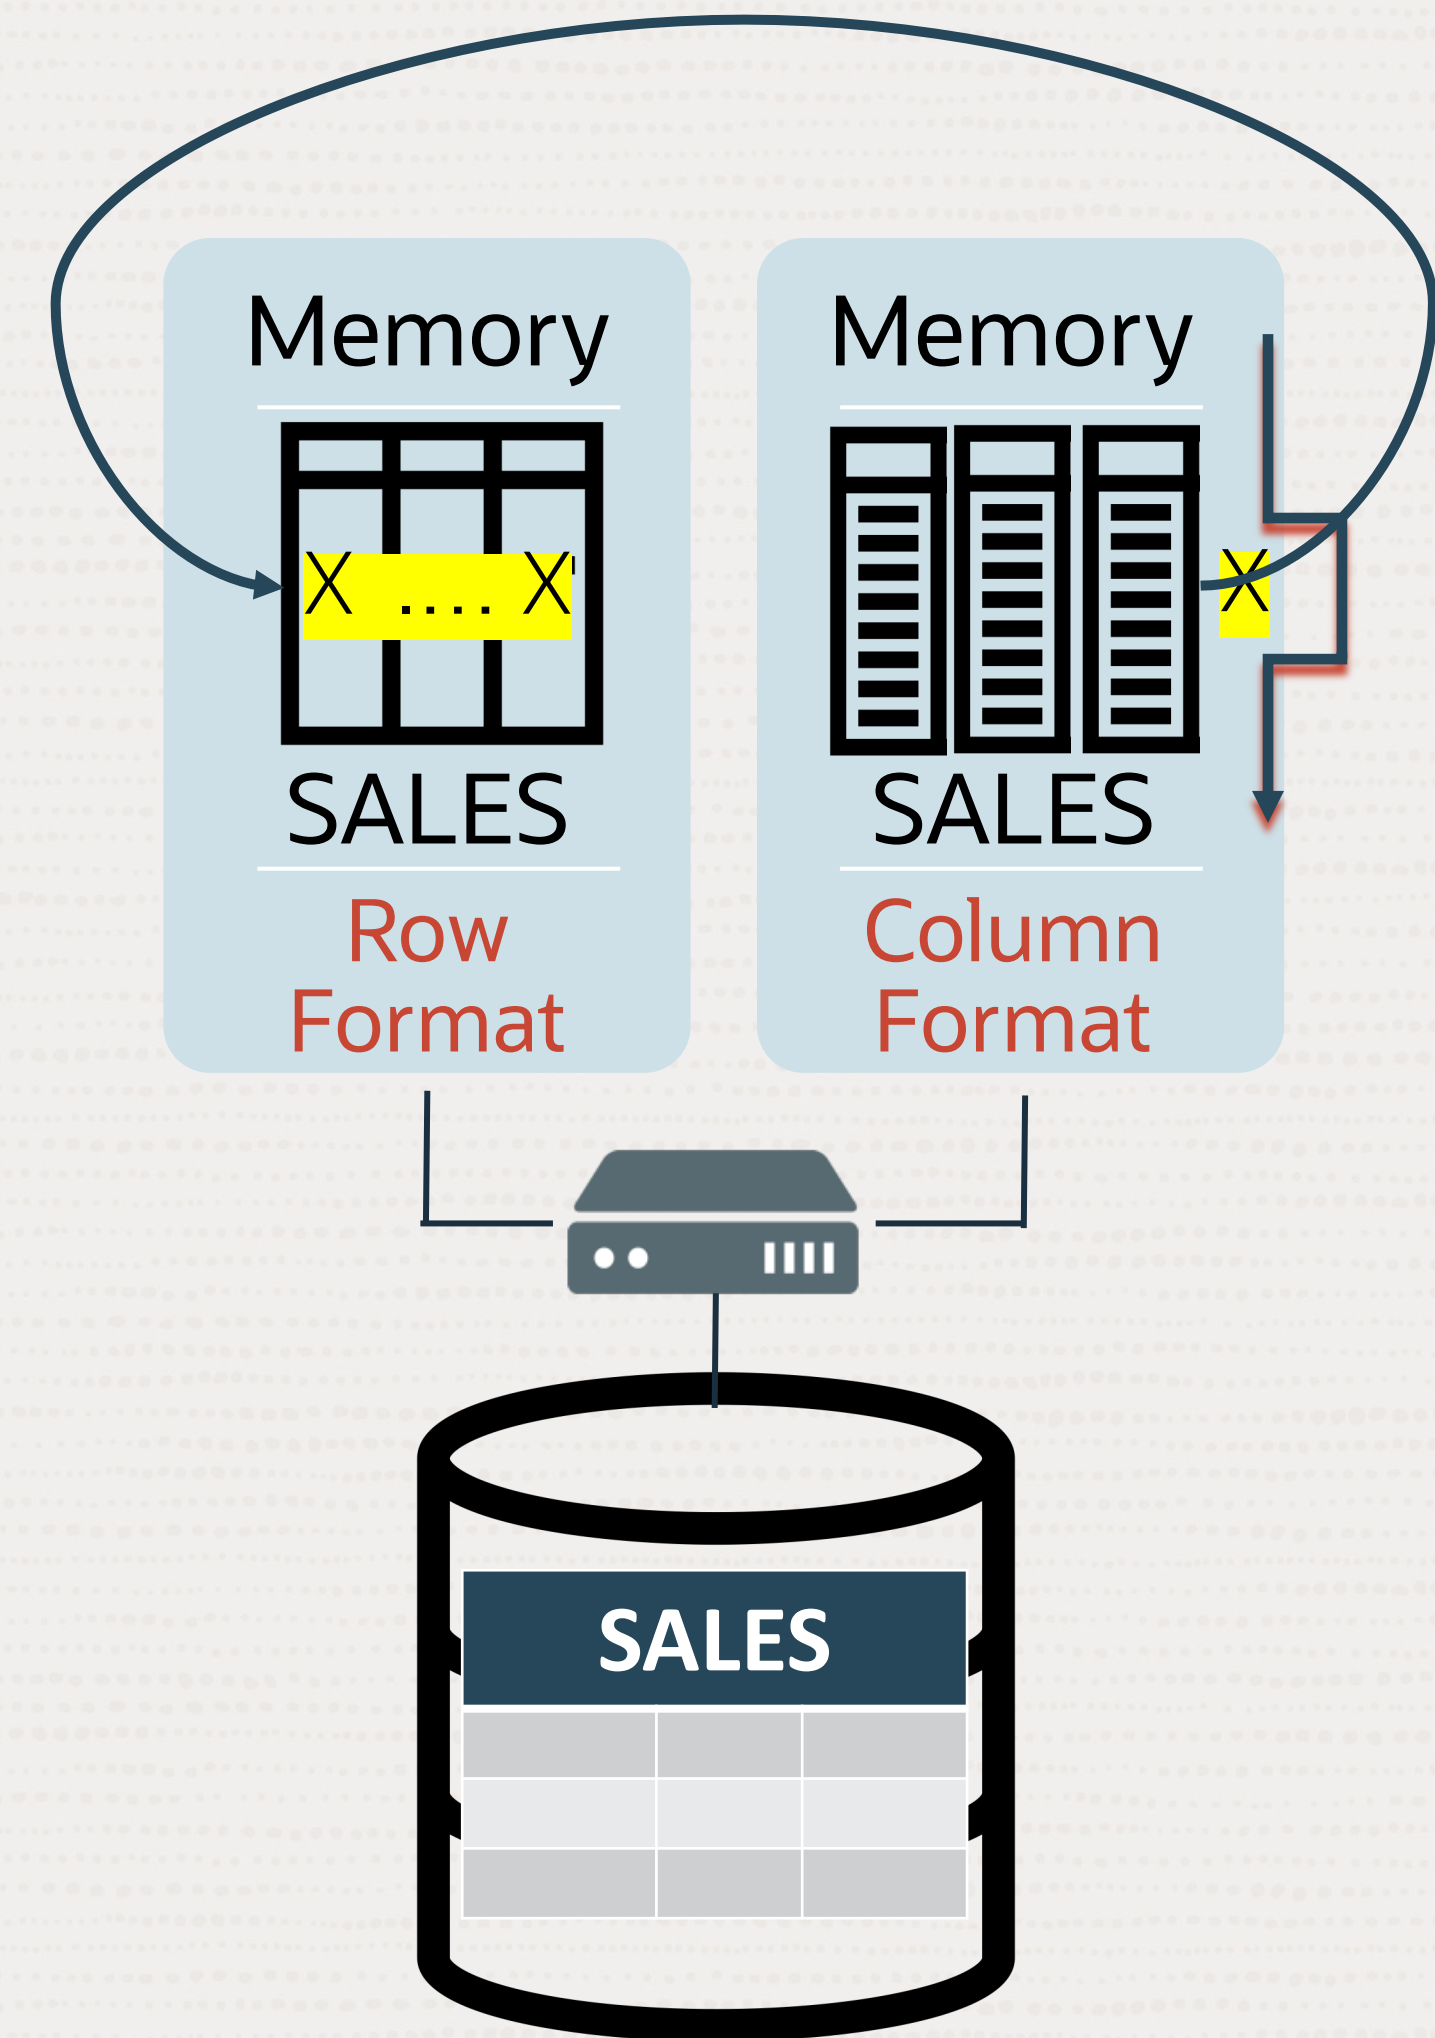 Memory
X .... X
SALES
Row
Format
Memory
X
SALES
Column
Format
SALES